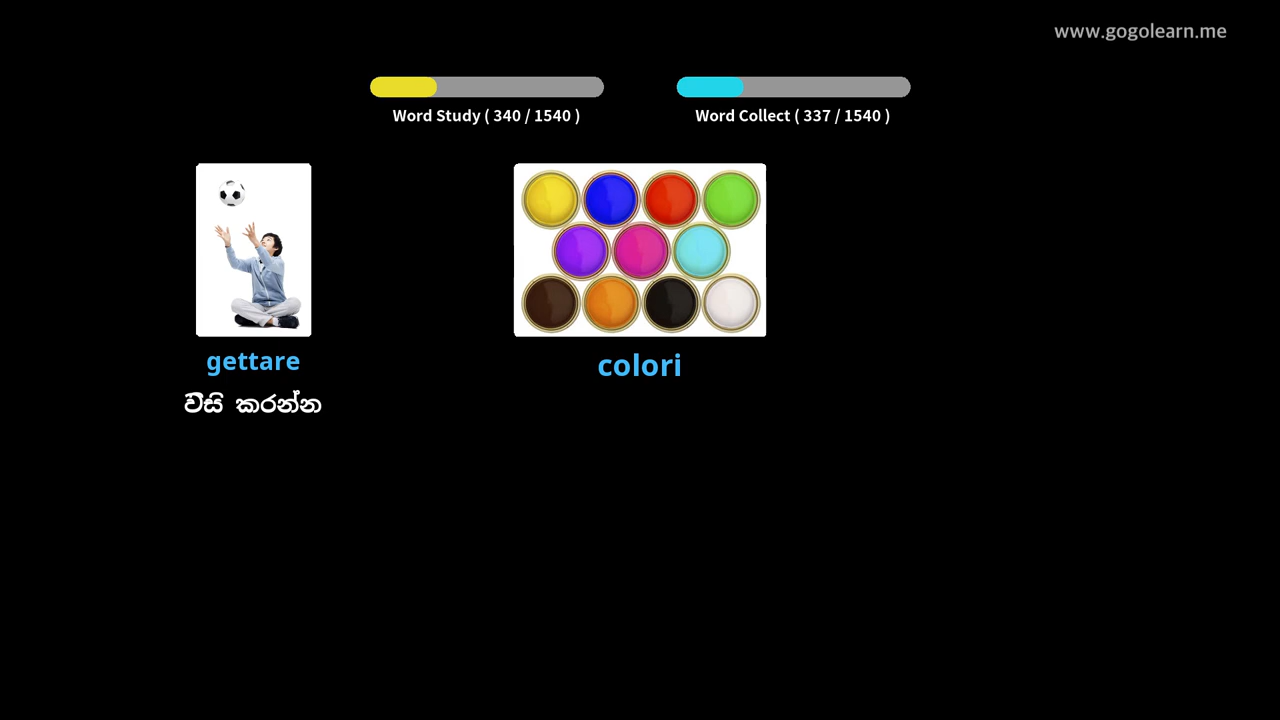 www.gogolearn.me
Word Study ( 340 / 1540 )
Word Collect ( 337 / 1540 )
gettare
colori
වීසි කරන්න